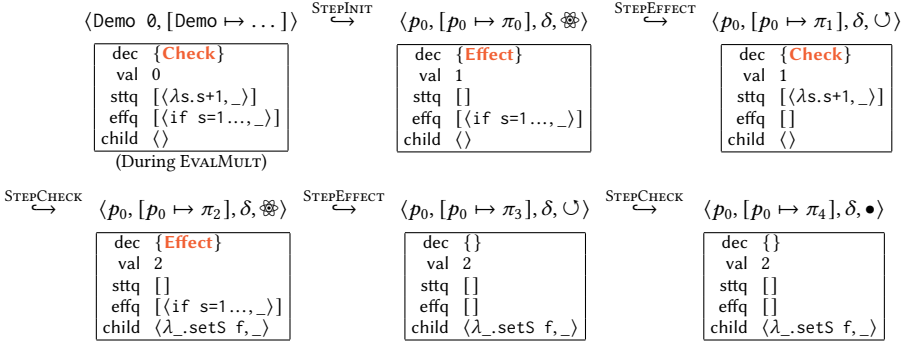 ⟨Demo 0, [Demo ↦ ...]⟩ STEPINIT ↪ ⟨p₀, [p₀ ↦ π₀], δ, ⚛⟩ STEPEFFECT ↪ ⟨p₀, [p₀ ↦ π₁], δ, ↺⟩
dec {Check}
val 0
sttq [⟨λs.s+1, _⟩]
effq [⟨if s=1..., _⟩]
child ⟨⟩
(During EVALMULT)
dec {Effect}
val 1
sttq []
effq [⟨if s=1..., _⟩]
child ⟨⟩
dec {Check}
val 1
sttq [⟨λs.s+1, _⟩]
effq []
child ⟨⟩
STEPCHECK ↪ ⟨p₀, [p₀ ↦ π₂], δ, ⚛⟩ STEPEFFECT ↪ ⟨p₀, [p₀ ↦ π₃], δ, ↺⟩ STEPCHECK ↪ ⟨p₀, [p₀ ↦ π₄], δ, •⟩
dec {Effect}
val 2
sttq []
effq [⟨if s=1..., _⟩]
child ⟨λ_.setS f, _⟩
dec {}
val 2
sttq []
effq []
child ⟨λ_.setS f, _⟩
dec {}
val 2
sttq []
effq []
child ⟨λ_.setS f, _⟩